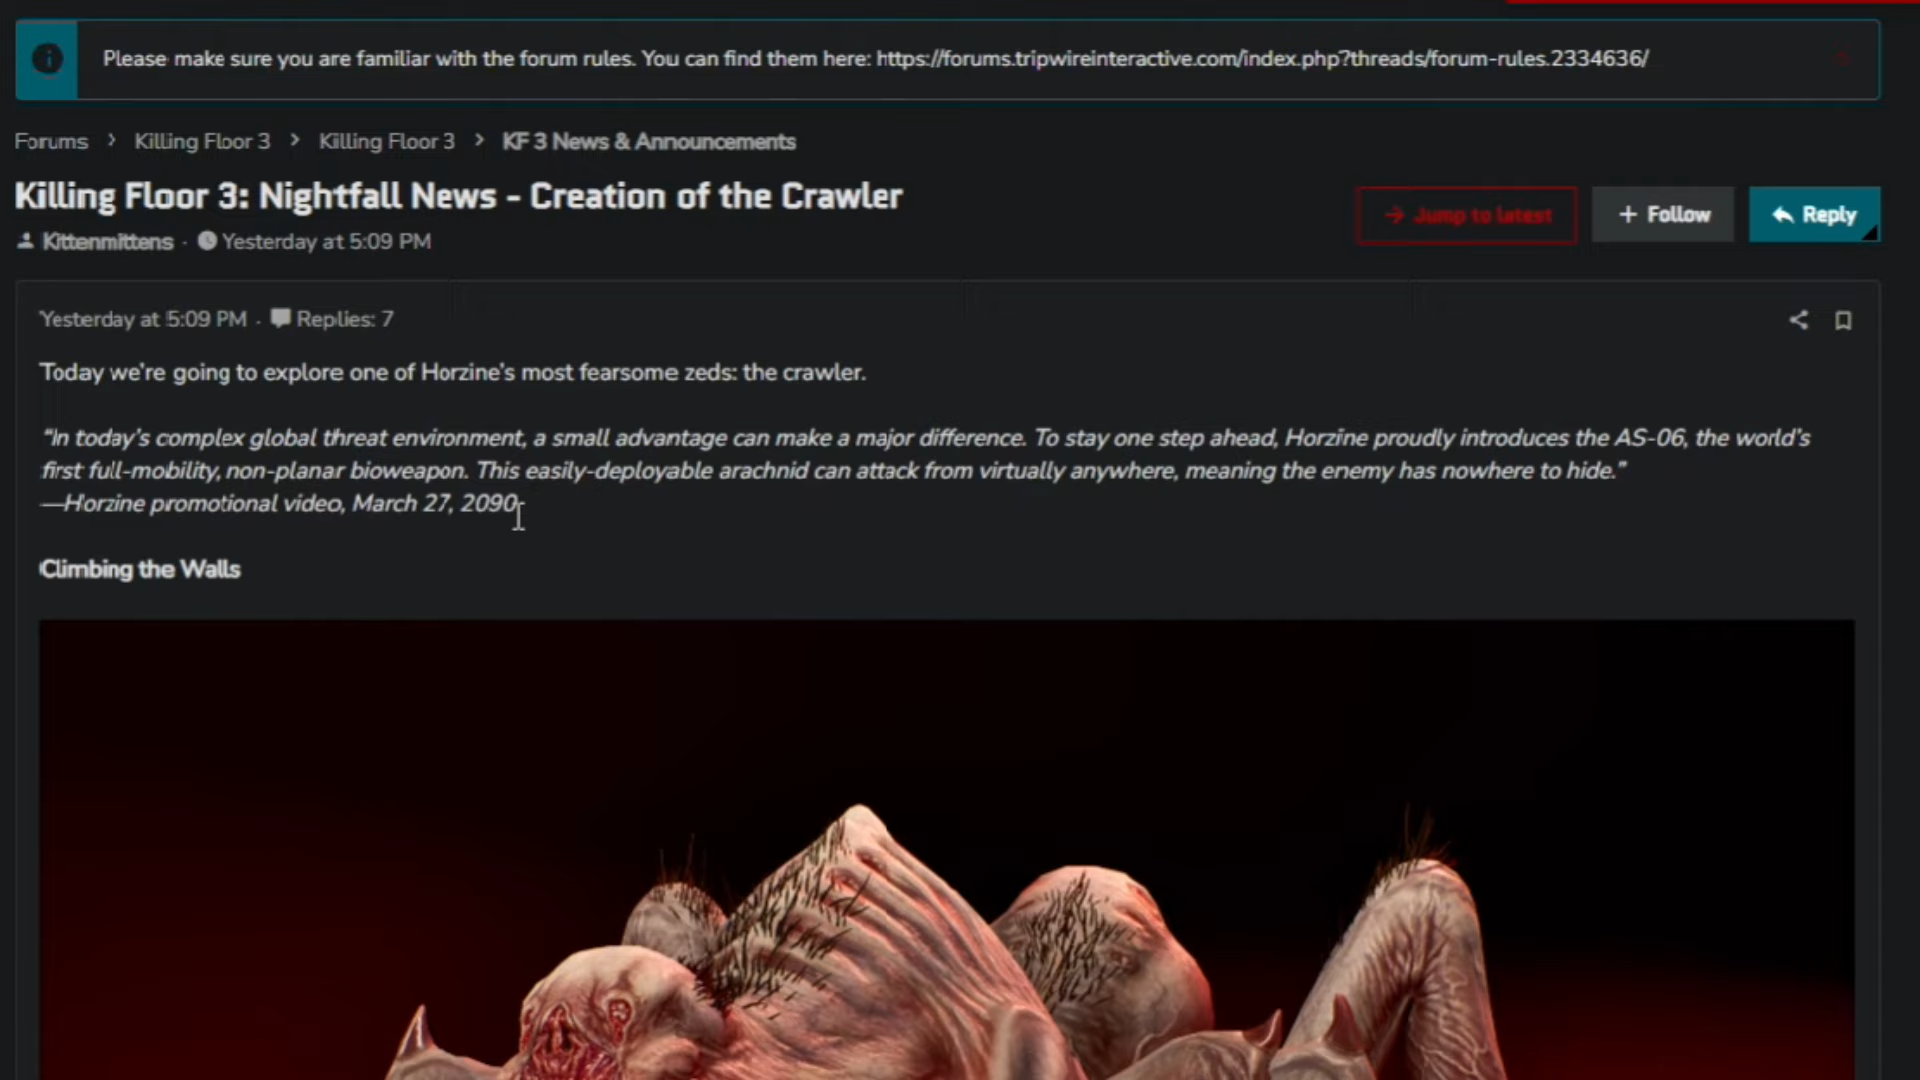 Please make sure you are familiar with the forum rules. You can find them here: https://forums.tripwireinteractive.com/index.php?threads/forum-rules.2334636/
Forums > Killing Floor 3 > Killing Floor 3 > KF 3 News & Announcements
Killing Floor 3: Nightfall News - Creation of the Crawler
→ Jump to latest
+ Follow
Reply
Kittenmittens · Yesterday at 5:09 PM
Yesterday at 5:09 PM · Replies: 7
Today we're going to explore one of Horzine's most fearsome zeds: the crawler.
"In today's complex global threat environment, a small advantage can make a major difference. To stay one step ahead, Horzine proudly introduces the AS-06, the world's
first full-mobility, non-planar bioweapon. This easily-deployable arachnid can attack from virtually anywhere, meaning the enemy has nowhere to hide."
—Horzine promotional video, March 27, 2090
Climbing the Walls